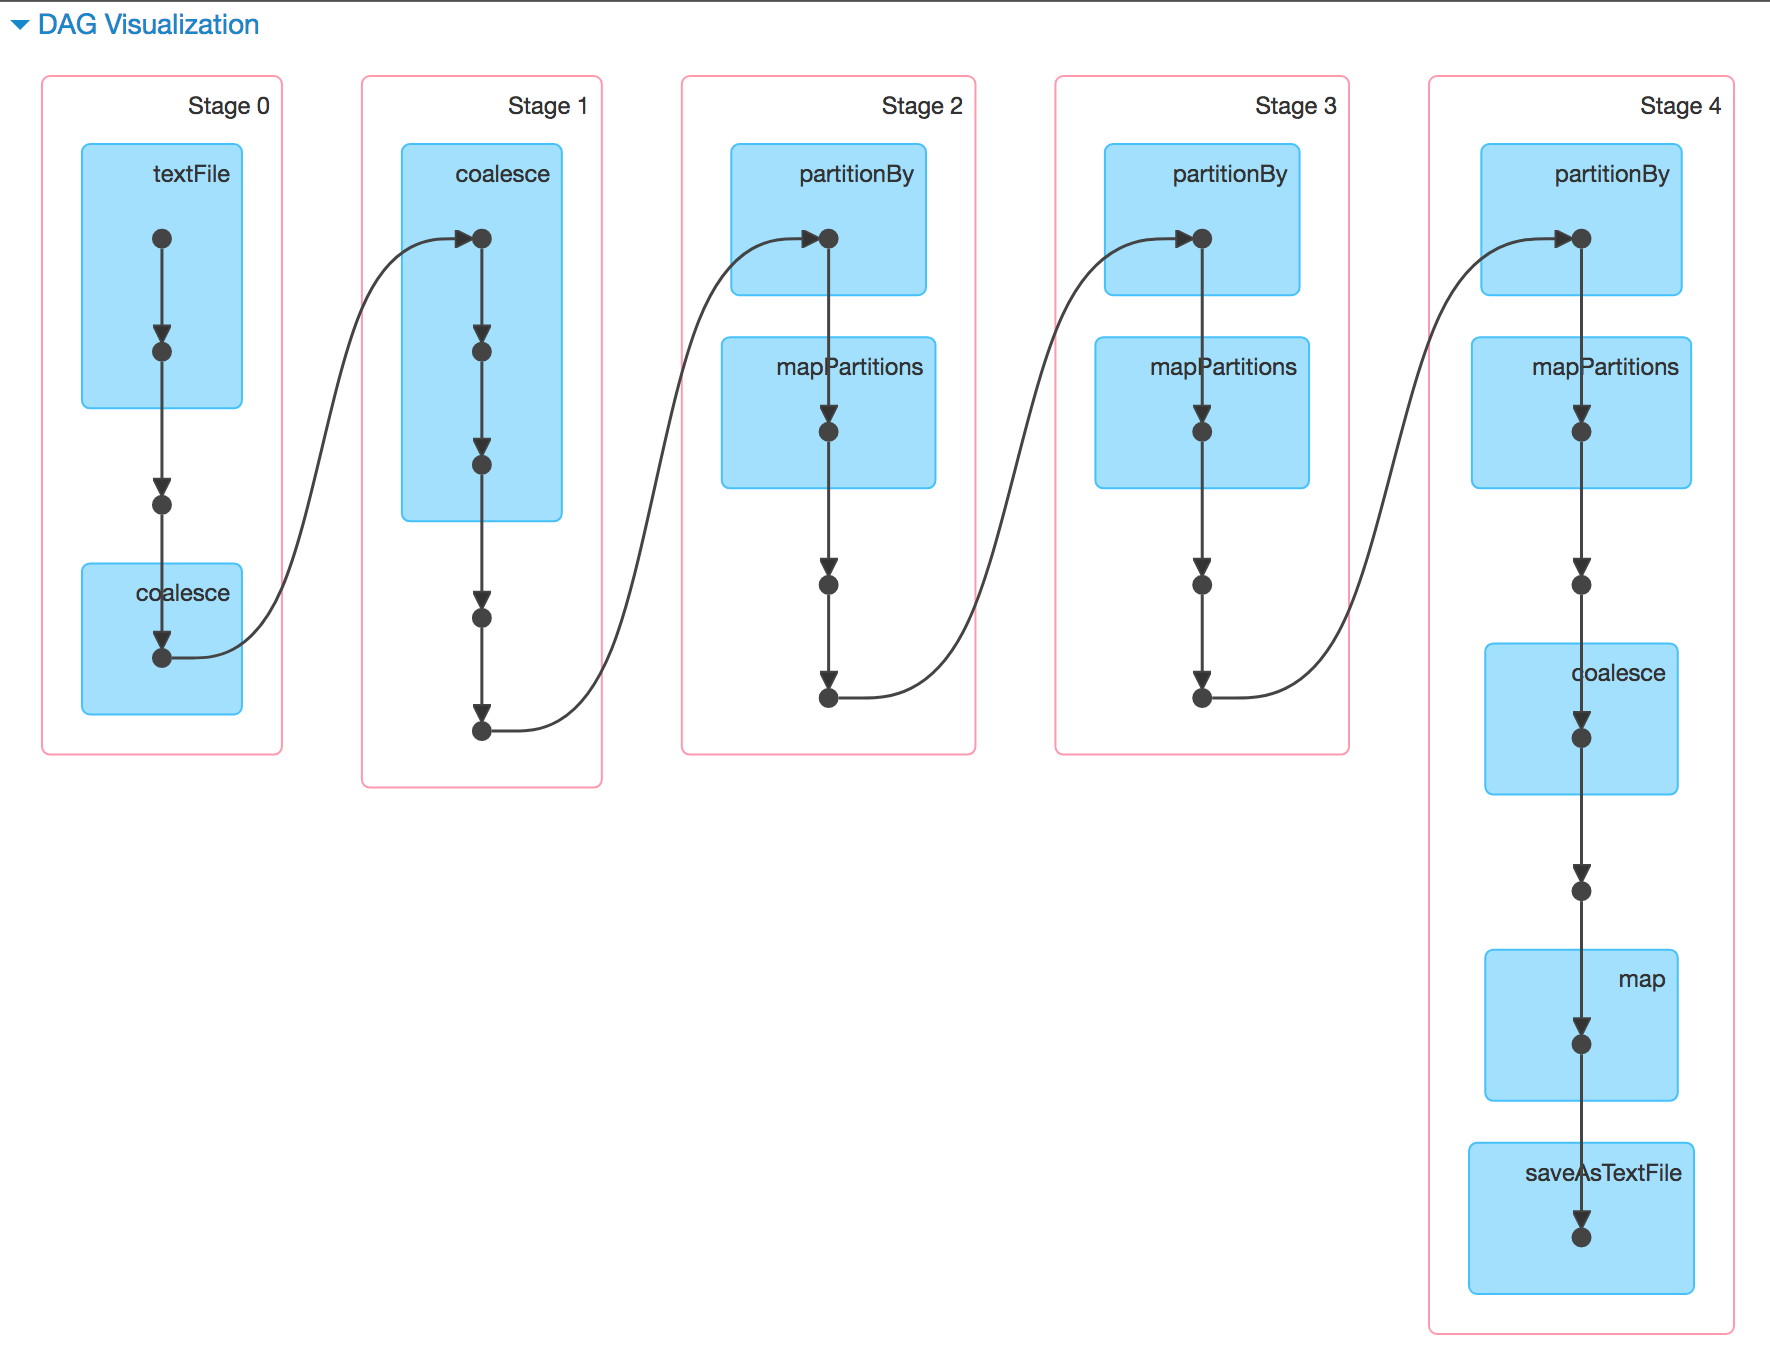 DAG Visualization
Stage 0
textFile
coalesce
Stage 1
coalesce
Stage 2
partitionBy
mapPartitions
Stage 3
partitionBy
mapPartitions
Stage 4
partitionBy
mapPartitions
coalesce
map
saveAsTextFile